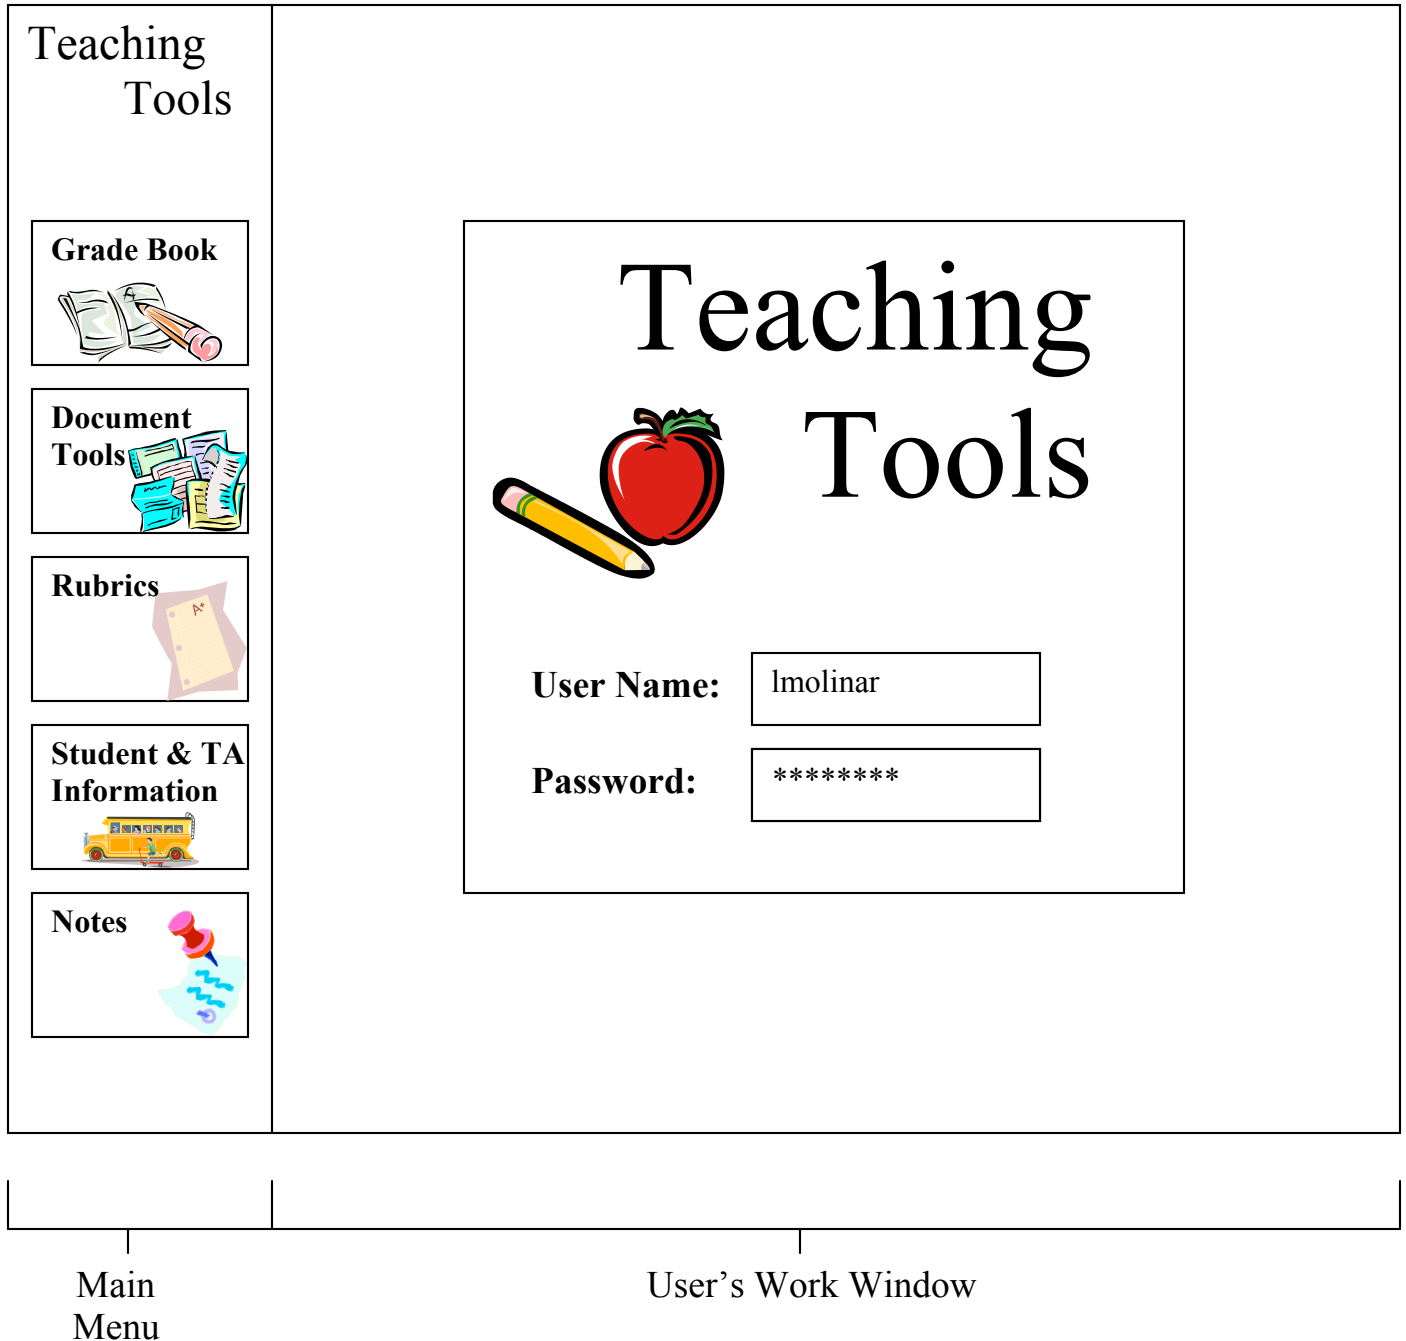 Teaching
Tools
Grade Book
A
Document
Tools
Rubrics
A+
Student & TA
Information
Notes
Teaching
Tools
User Name:
lmolinar
Password:
********
Main
Menu
User’s Work Window